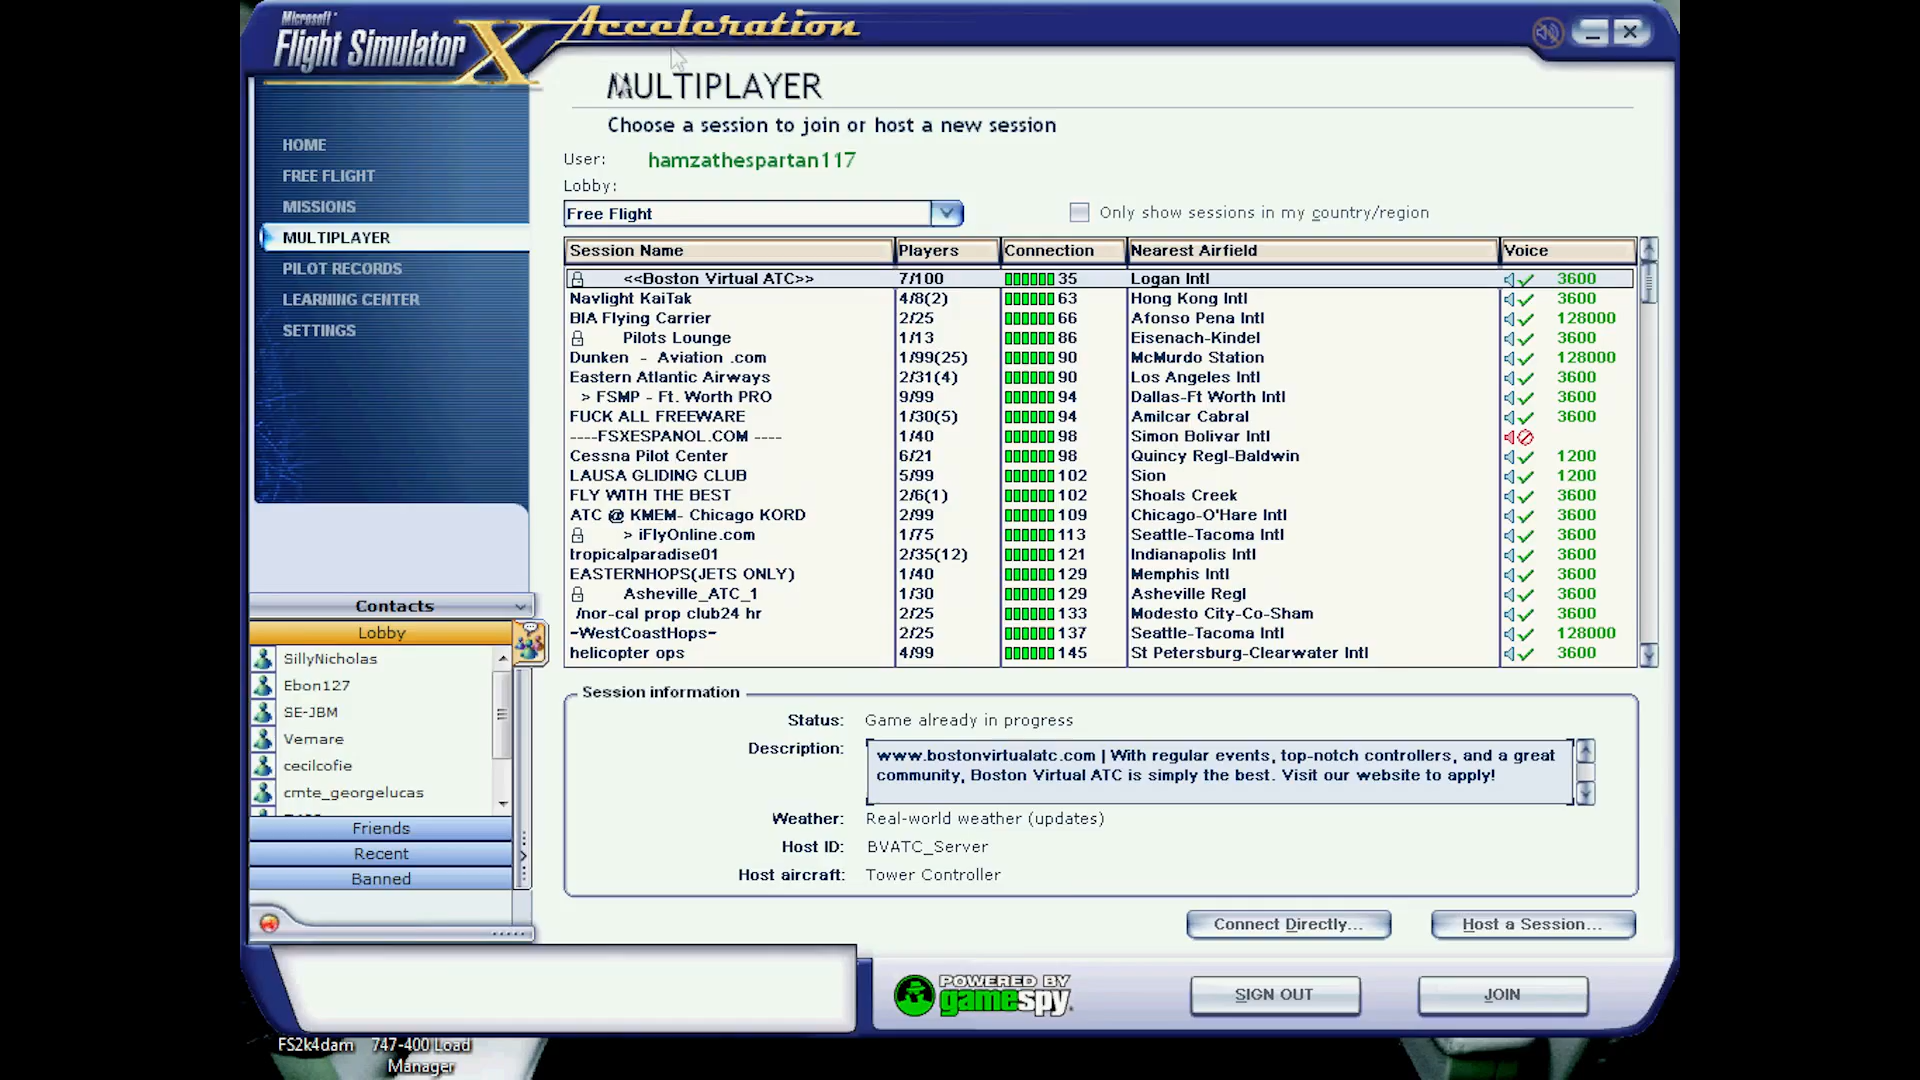 Microsoft
Flight Simulator X Acceleration
MULTIPLAYER
Choose a session to join or host a new session
HOME
FREE FLIGHT
MISSIONS
MULTIPLAYER
PILOT RECORDS
LEARNING CENTER
SETTINGS
User: hamzathespartan117
Lobby:
Free Flight
Only show sessions in my country/region
Session Name Players Connection Nearest Airfield Voice
<<Boston Virtual ATC>> 7/100 35 Logan Intl 3600
Navlight KaiTak 4/8(2) 63 Hong Kong Intl 3600
BIA Flying Carrier 2/25 66 Afonso Pena Intl 128000
Pilots Lounge 1/13 86 Eisenach-Kindel 3600
Dunken - Aviation .com 1/99(25) 90 McMurdo Station 128000
Eastern Atlantic Airways 2/31(4) 90 Los Angeles Intl 3600
> FSMP - Ft. Worth PRO 9/99 94 Dallas-Ft Worth Intl 3600
FUCK ALL FREEWARE 1/30(5) 94 Amilcar Cabral 3600
----FSXESPANOL.COM ---- 1/40 98 Simon Bolivar Intl
Cessna Pilot Center 6/21 98 Quincy Regl-Baldwin 1200
LAUSA GLIDING CLUB 5/99 102 Sion 1200
FLY WITH THE BEST 2/6(1) 102 Shoals Creek 3600
ATC @ KMEM- Chicago KORD 2/99 109 Chicago-O'Hare Intl 3600
> iFlyOnline.com 1/75 113 Seattle-Tacoma Intl 3600
tropicalparadise01 2/35(12) 121 Indianapolis Intl 3600
EASTERNHOPS(JETS ONLY) 1/40 129 Memphis Intl 3600
Asheville_ATC_1 1/30 129 Asheville Regl 3600
/nor-cal prop club24 hr 2/25 133 Modesto City-Co-Sham 3600
~WestCoastHops~ 2/25 137 Seattle-Tacoma Intl 128000
helicopter ops 4/99 145 St Petersburg-Clearwater Intl 3600
Contacts
Lobby
SillyNicholas
Ebon127
SE-JBM
Vemare
cecilcofie
cmte_georgelucas
Friends
Recent
Banned
Session information
Status: Game already in progress
Description: www.bostonvirtualatc.com | With regular events, top-notch controllers, and a great
community, Boston Virtual ATC is simply the best. Visit our website to apply!
Weather: Real-world weather (updates)
Host ID: BVATC_Server
Host aircraft: Tower Controller
Connect Directly...
Host a Session...
POWERED BY
gamespy
SIGN OUT
JOIN
FS2k4dam
747-400 Load
Manager